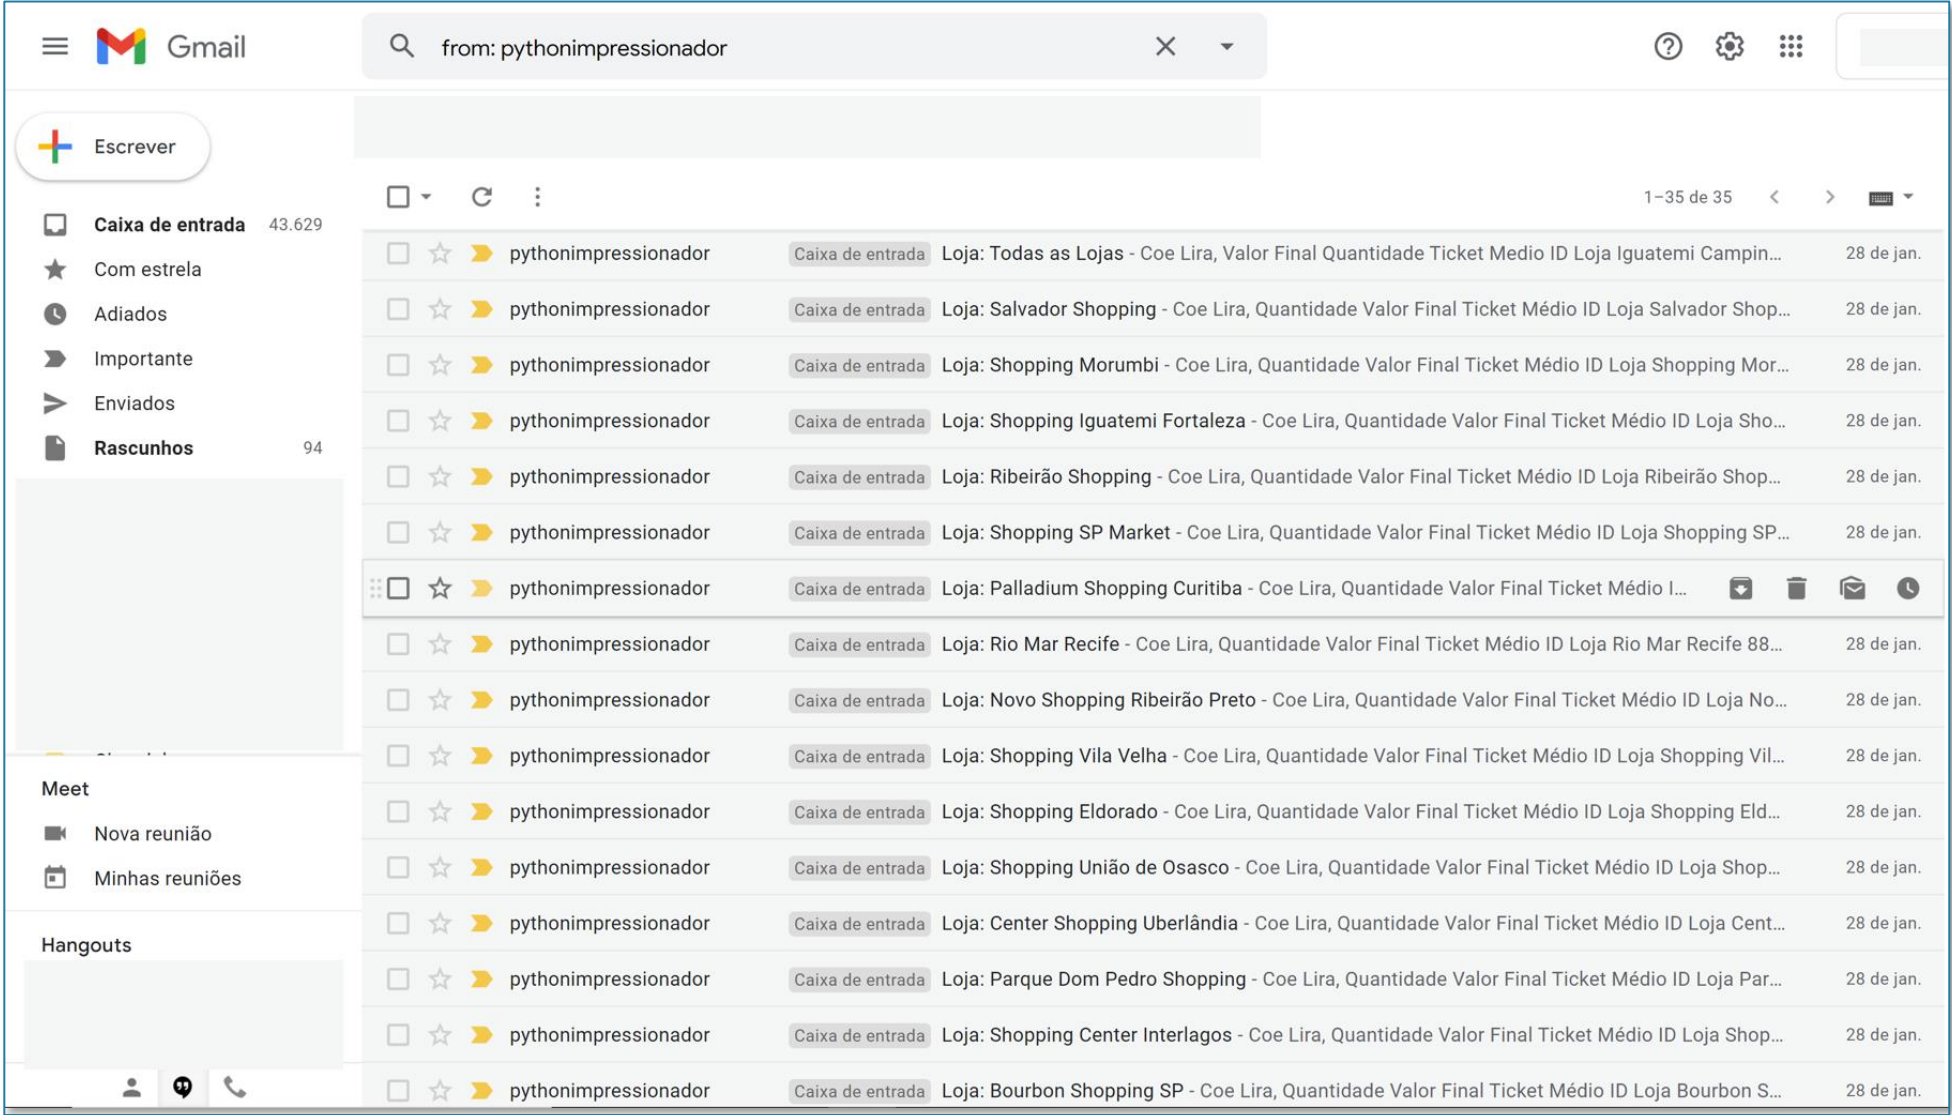 Gmail
from: pythonimpressionador
Escrever
1–35 de 35
Caixa de entrada 43.629
Com estrela
Adiados
Importante
Enviados
Rascunhos 94
Meet
Nova reunião
Minhas reuniões
Hangouts
pythonimpressionador Caixa de entrada Loja: Todas as Lojas - Coe Lira, Valor Final Quantidade Ticket Medio ID Loja Iguatemi Campin... 28 de jan.
pythonimpressionador Caixa de entrada Loja: Salvador Shopping - Coe Lira, Quantidade Valor Final Ticket Médio ID Loja Salvador Shop... 28 de jan.
pythonimpressionador Caixa de entrada Loja: Shopping Morumbi - Coe Lira, Quantidade Valor Final Ticket Médio ID Loja Shopping Mor... 28 de jan.
pythonimpressionador Caixa de entrada Loja: Shopping Iguatemi Fortaleza - Coe Lira, Quantidade Valor Final Ticket Médio ID Loja Sho... 28 de jan.
pythonimpressionador Caixa de entrada Loja: Ribeirão Shopping - Coe Lira, Quantidade Valor Final Ticket Médio ID Loja Ribeirão Shop... 28 de jan.
pythonimpressionador Caixa de entrada Loja: Shopping SP Market - Coe Lira, Quantidade Valor Final Ticket Médio ID Loja Shopping SP... 28 de jan.
pythonimpressionador Caixa de entrada Loja: Palladium Shopping Curitiba - Coe Lira, Quantidade Valor Final Ticket Médio I...
pythonimpressionador Caixa de entrada Loja: Rio Mar Recife - Coe Lira, Quantidade Valor Final Ticket Médio ID Loja Rio Mar Recife 88... 28 de jan.
pythonimpressionador Caixa de entrada Loja: Novo Shopping Ribeirão Preto - Coe Lira, Quantidade Valor Final Ticket Médio ID Loja No... 28 de jan.
pythonimpressionador Caixa de entrada Loja: Shopping Vila Velha - Coe Lira, Quantidade Valor Final Ticket Médio ID Loja Shopping Vil... 28 de jan.
pythonimpressionador Caixa de entrada Loja: Shopping Eldorado - Coe Lira, Quantidade Valor Final Ticket Médio ID Loja Shopping Eld... 28 de jan.
pythonimpressionador Caixa de entrada Loja: Shopping União de Osasco - Coe Lira, Quantidade Valor Final Ticket Médio ID Loja Shop... 28 de jan.
pythonimpressionador Caixa de entrada Loja: Center Shopping Uberlândia - Coe Lira, Quantidade Valor Final Ticket Médio ID Loja Cent... 28 de jan.
pythonimpressionador Caixa de entrada Loja: Parque Dom Pedro Shopping - Coe Lira, Quantidade Valor Final Ticket Médio ID Loja Par... 28 de jan.
pythonimpressionador Caixa de entrada Loja: Shopping Center Interlagos - Coe Lira, Quantidade Valor Final Ticket Médio ID Loja Shop... 28 de jan.
pythonimpressionador Caixa de entrada Loja: Bourbon Shopping SP - Coe Lira, Quantidade Valor Final Ticket Médio ID Loja Bourbon S... 28 de jan.